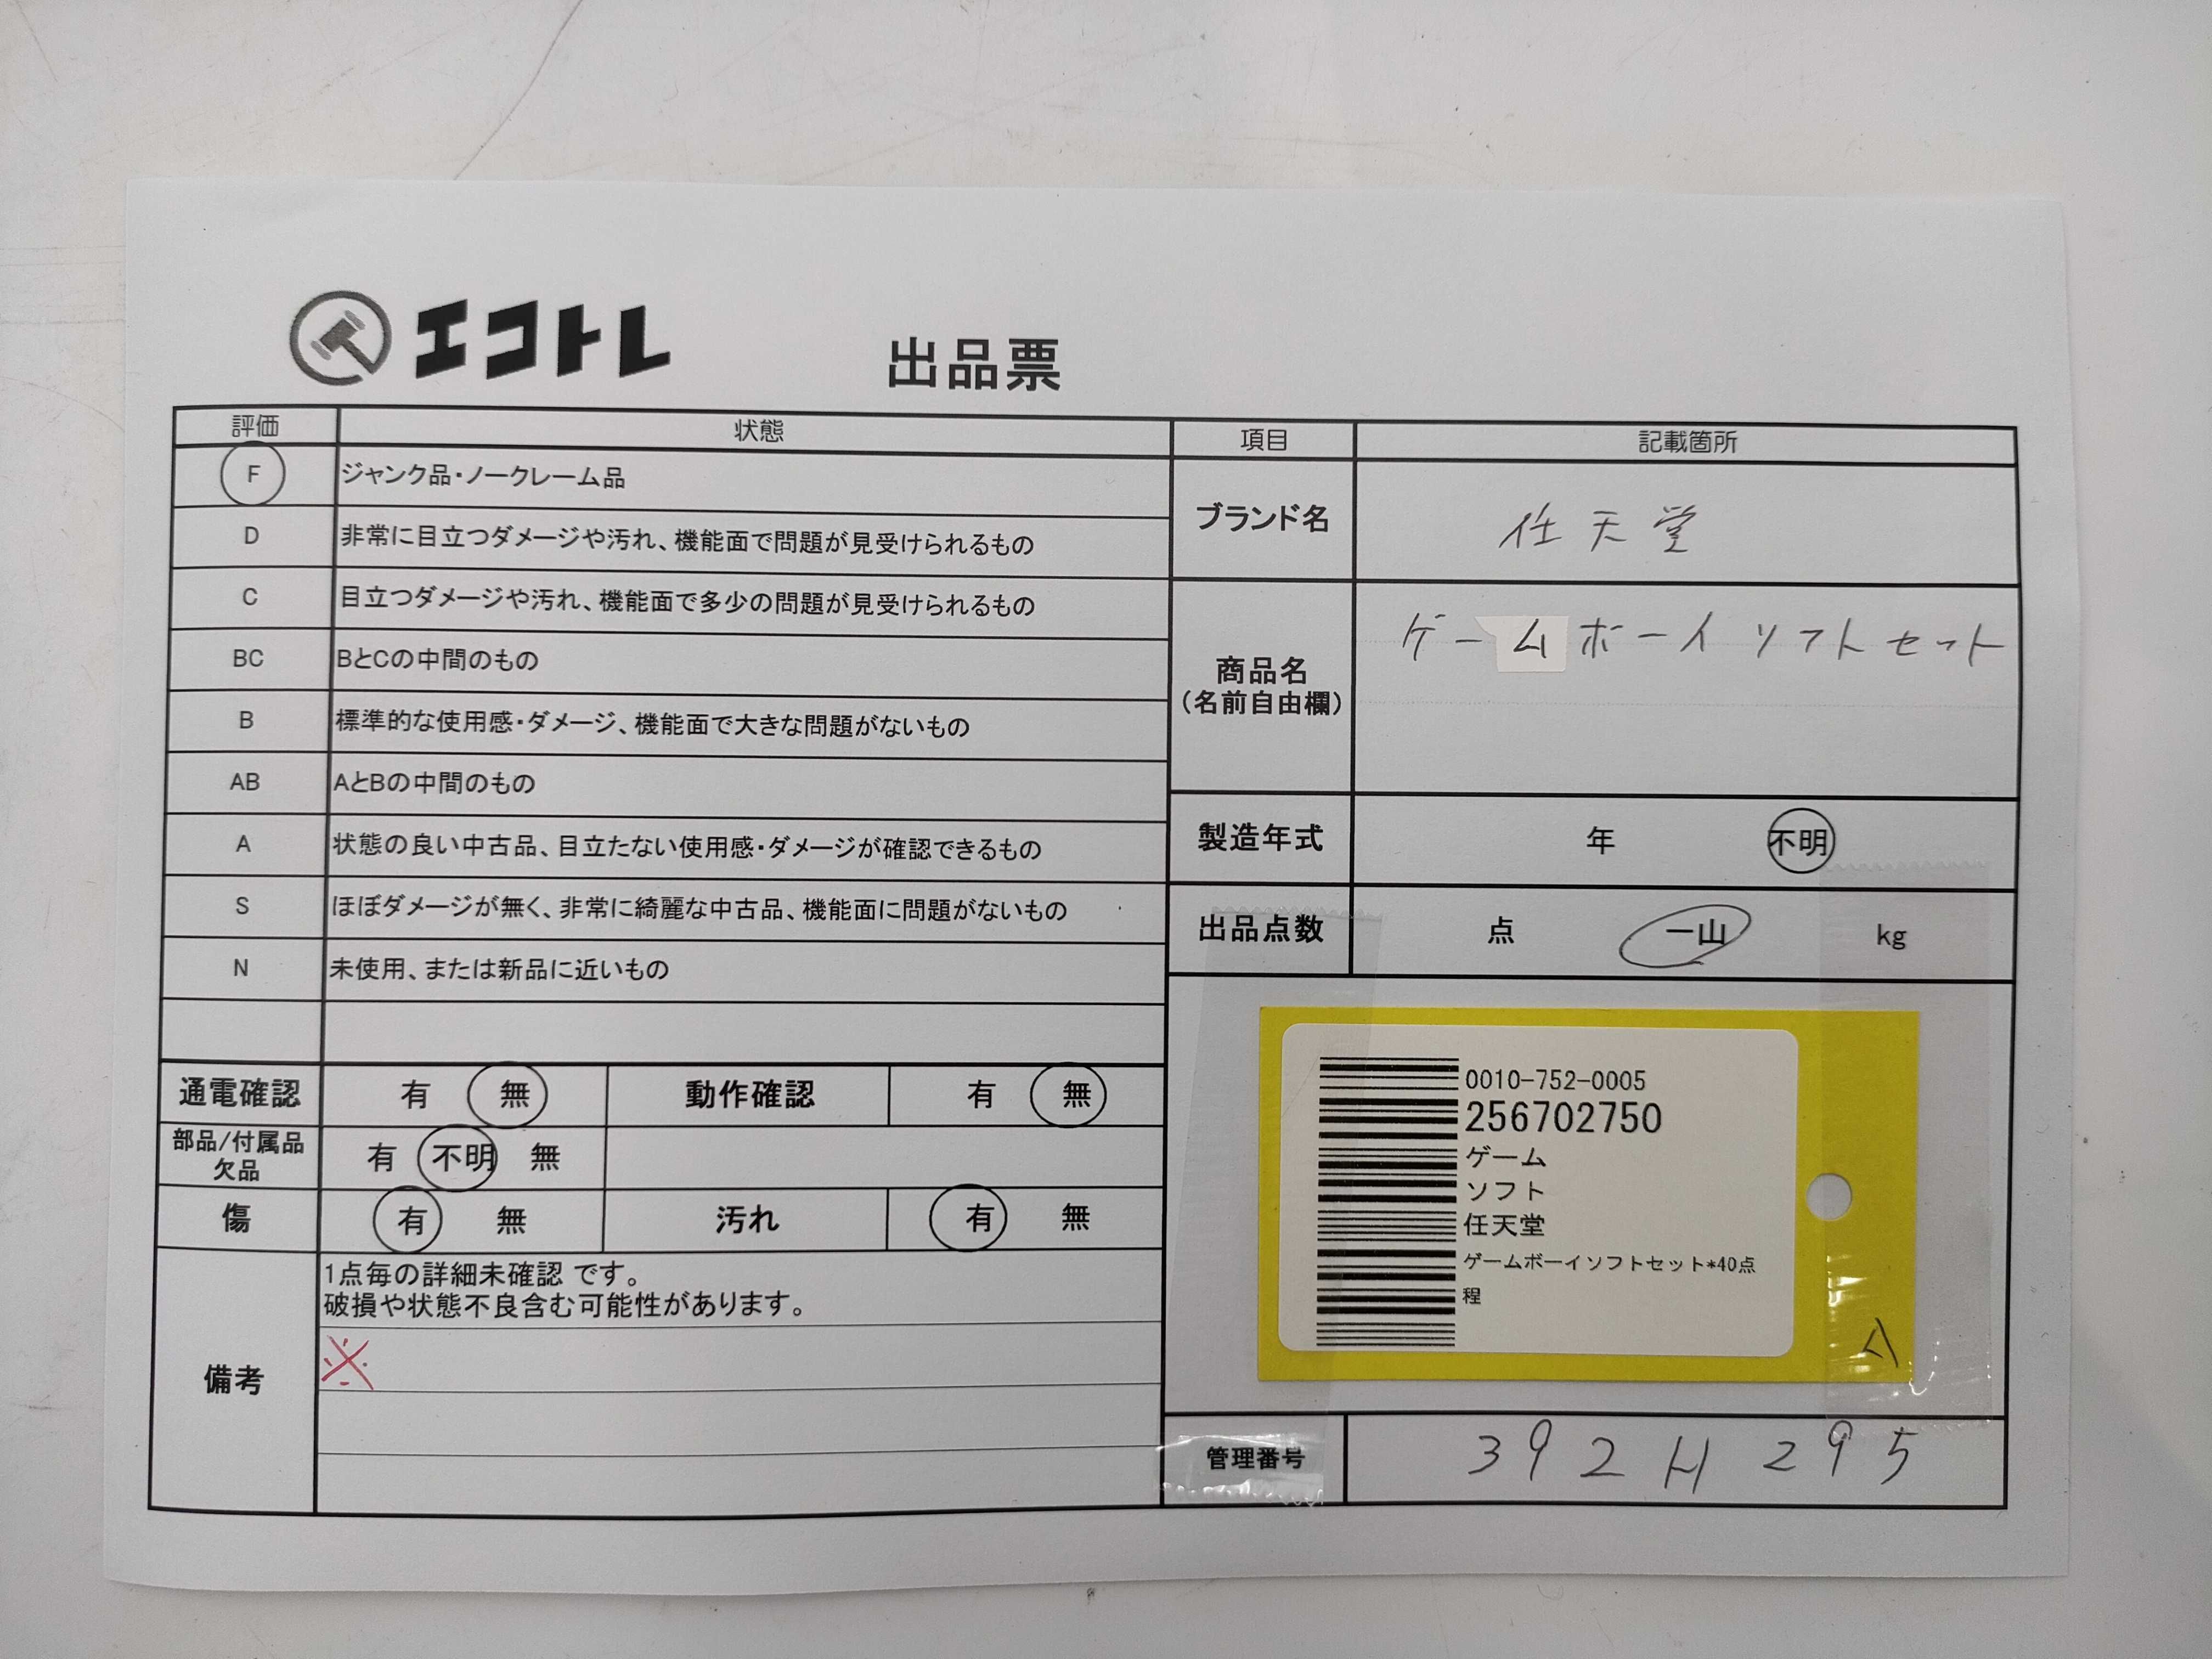 エコトレ
出品票
評価 状態
F ジャンク品・ノークレーム品
D 非常に目立つダメージや汚れ、機能面で問題が見受けられるもの
C 目立つダメージや汚れ、機能面で多少の問題が見受けられるもの
BC BとCの中間のもの
B 標準的な使用感・ダメージ、機能面で大きな問題がないもの
AB AとBの中間のもの
A 状態の良い中古品、目立たない使用感・ダメージが確認できるもの
S ほぼダメージが無く、非常に綺麗な中古品、機能面に問題がないもの
N 未使用、または新品に近いもの
通電確認 有 無 動作確認 有 無
部品/付属品
欠品
有 不明 無
傷 有 無 汚れ 有 無
備考
1点毎の詳細未確認 です。
破損や状態不良含む可能性があります。
※
項目 記載箇所
ブランド名 任天堂
商品名
(名前自由欄)
ゲームボーイソフトセット
製造年式 年 不明
出品点数 点 一山 kg
0010-752-0005
256702750
ゲーム
ソフト
任天堂
ゲームボーイソフトセット*40点
程
管理番号 392H295